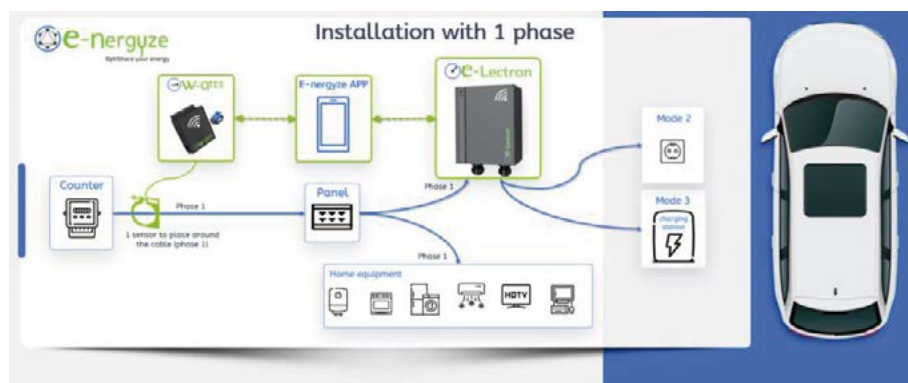 e-nergyze
OptiShare your energy
Installation with 1 phase
w-atts
E-nergyze APP
e-Lectron
Mode 2
Counter
Phase 1
1 sensor to place around
the cable (phase 1)
Panel
Phase 1
Phase 1
Mode 3
charging
station
Home equipment
HDTV